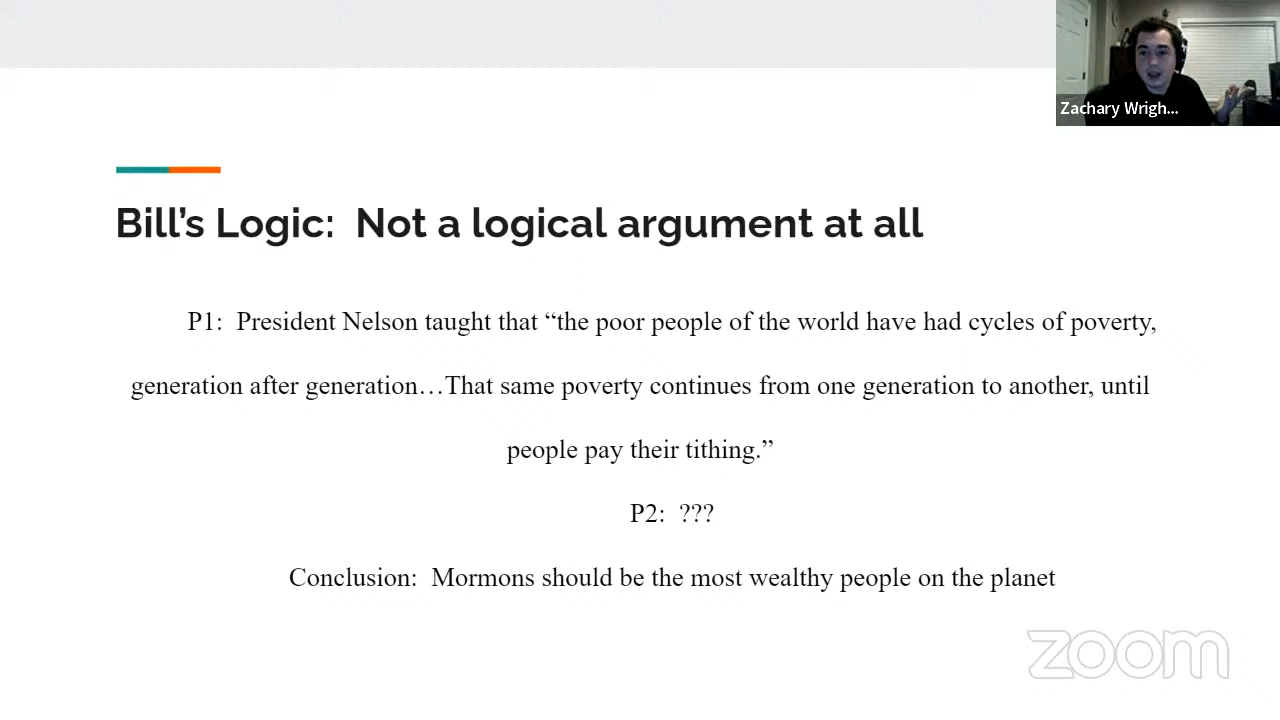 Zachary Wrigh...
Bill’s Logic:  Not a logical argument at all
P1:  President Nelson taught that “the poor people of the world have had cycles of poverty,
generation after generation…That same poverty continues from one generation to another, until
people pay their tithing.”
P2:  ???
Conclusion:  Mormons should be the most wealthy people on the planet
zoom